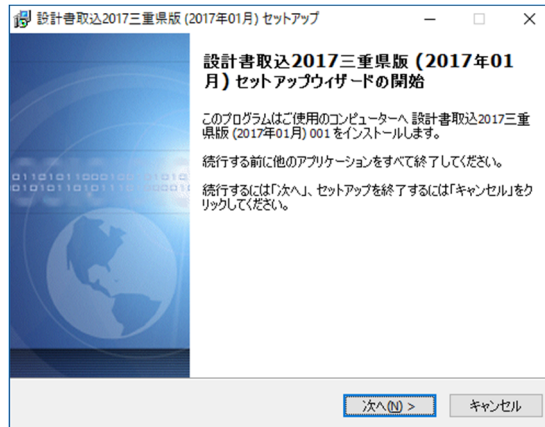 設計書取込2017三重県版 (2017年01月) セットアップ
設計書取込2017三重県版 (2017年01
月) セットアップウィザードの開始
このプログラムはご使用のコンピューターへ 設計書取込2017三重
県版 (2017年01月) 001 をインストールします。
続行する前に他のアプリケーションをすべて終了してください。
続行するには「次へ」、セットアップを終了するには「キャンセル」をク
リックしてください。
次へ(N) >
キャンセル